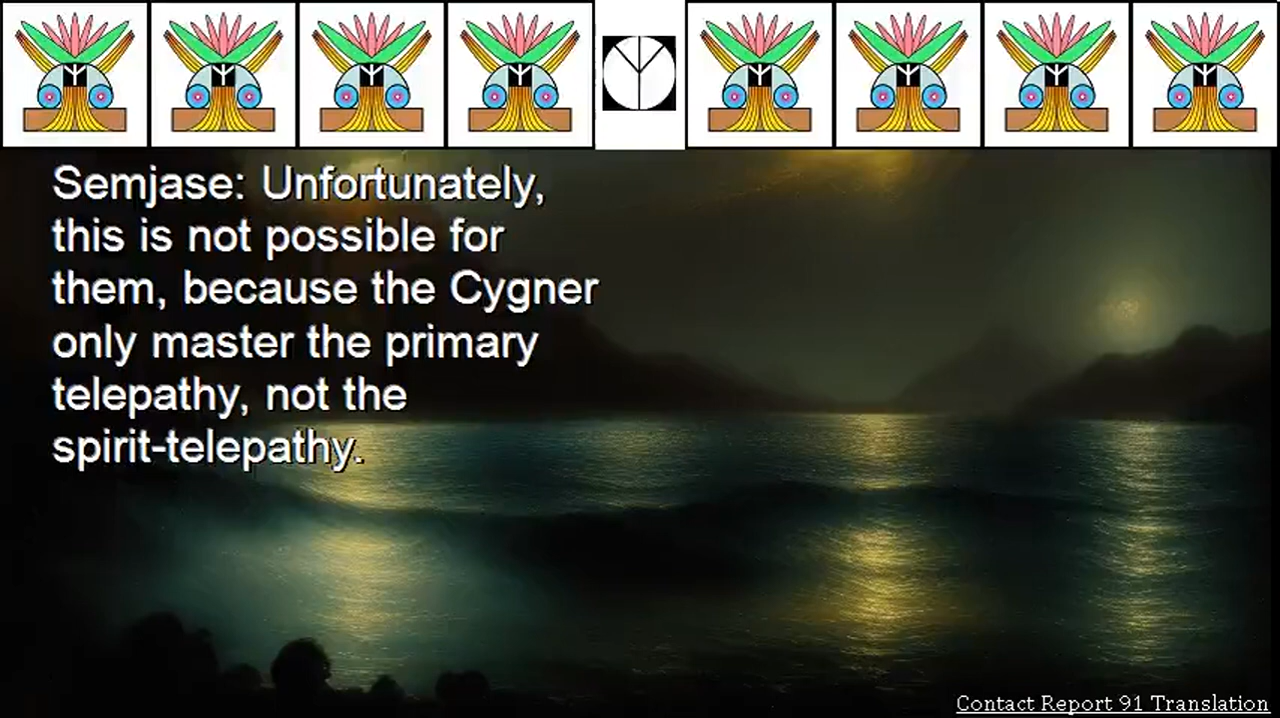 Semjase: Unfortunately,
this is not possible for
them, because the Cygner
only master the primary
telepathy, not the
spirit-telepathy.
Contact Report 91 Translation